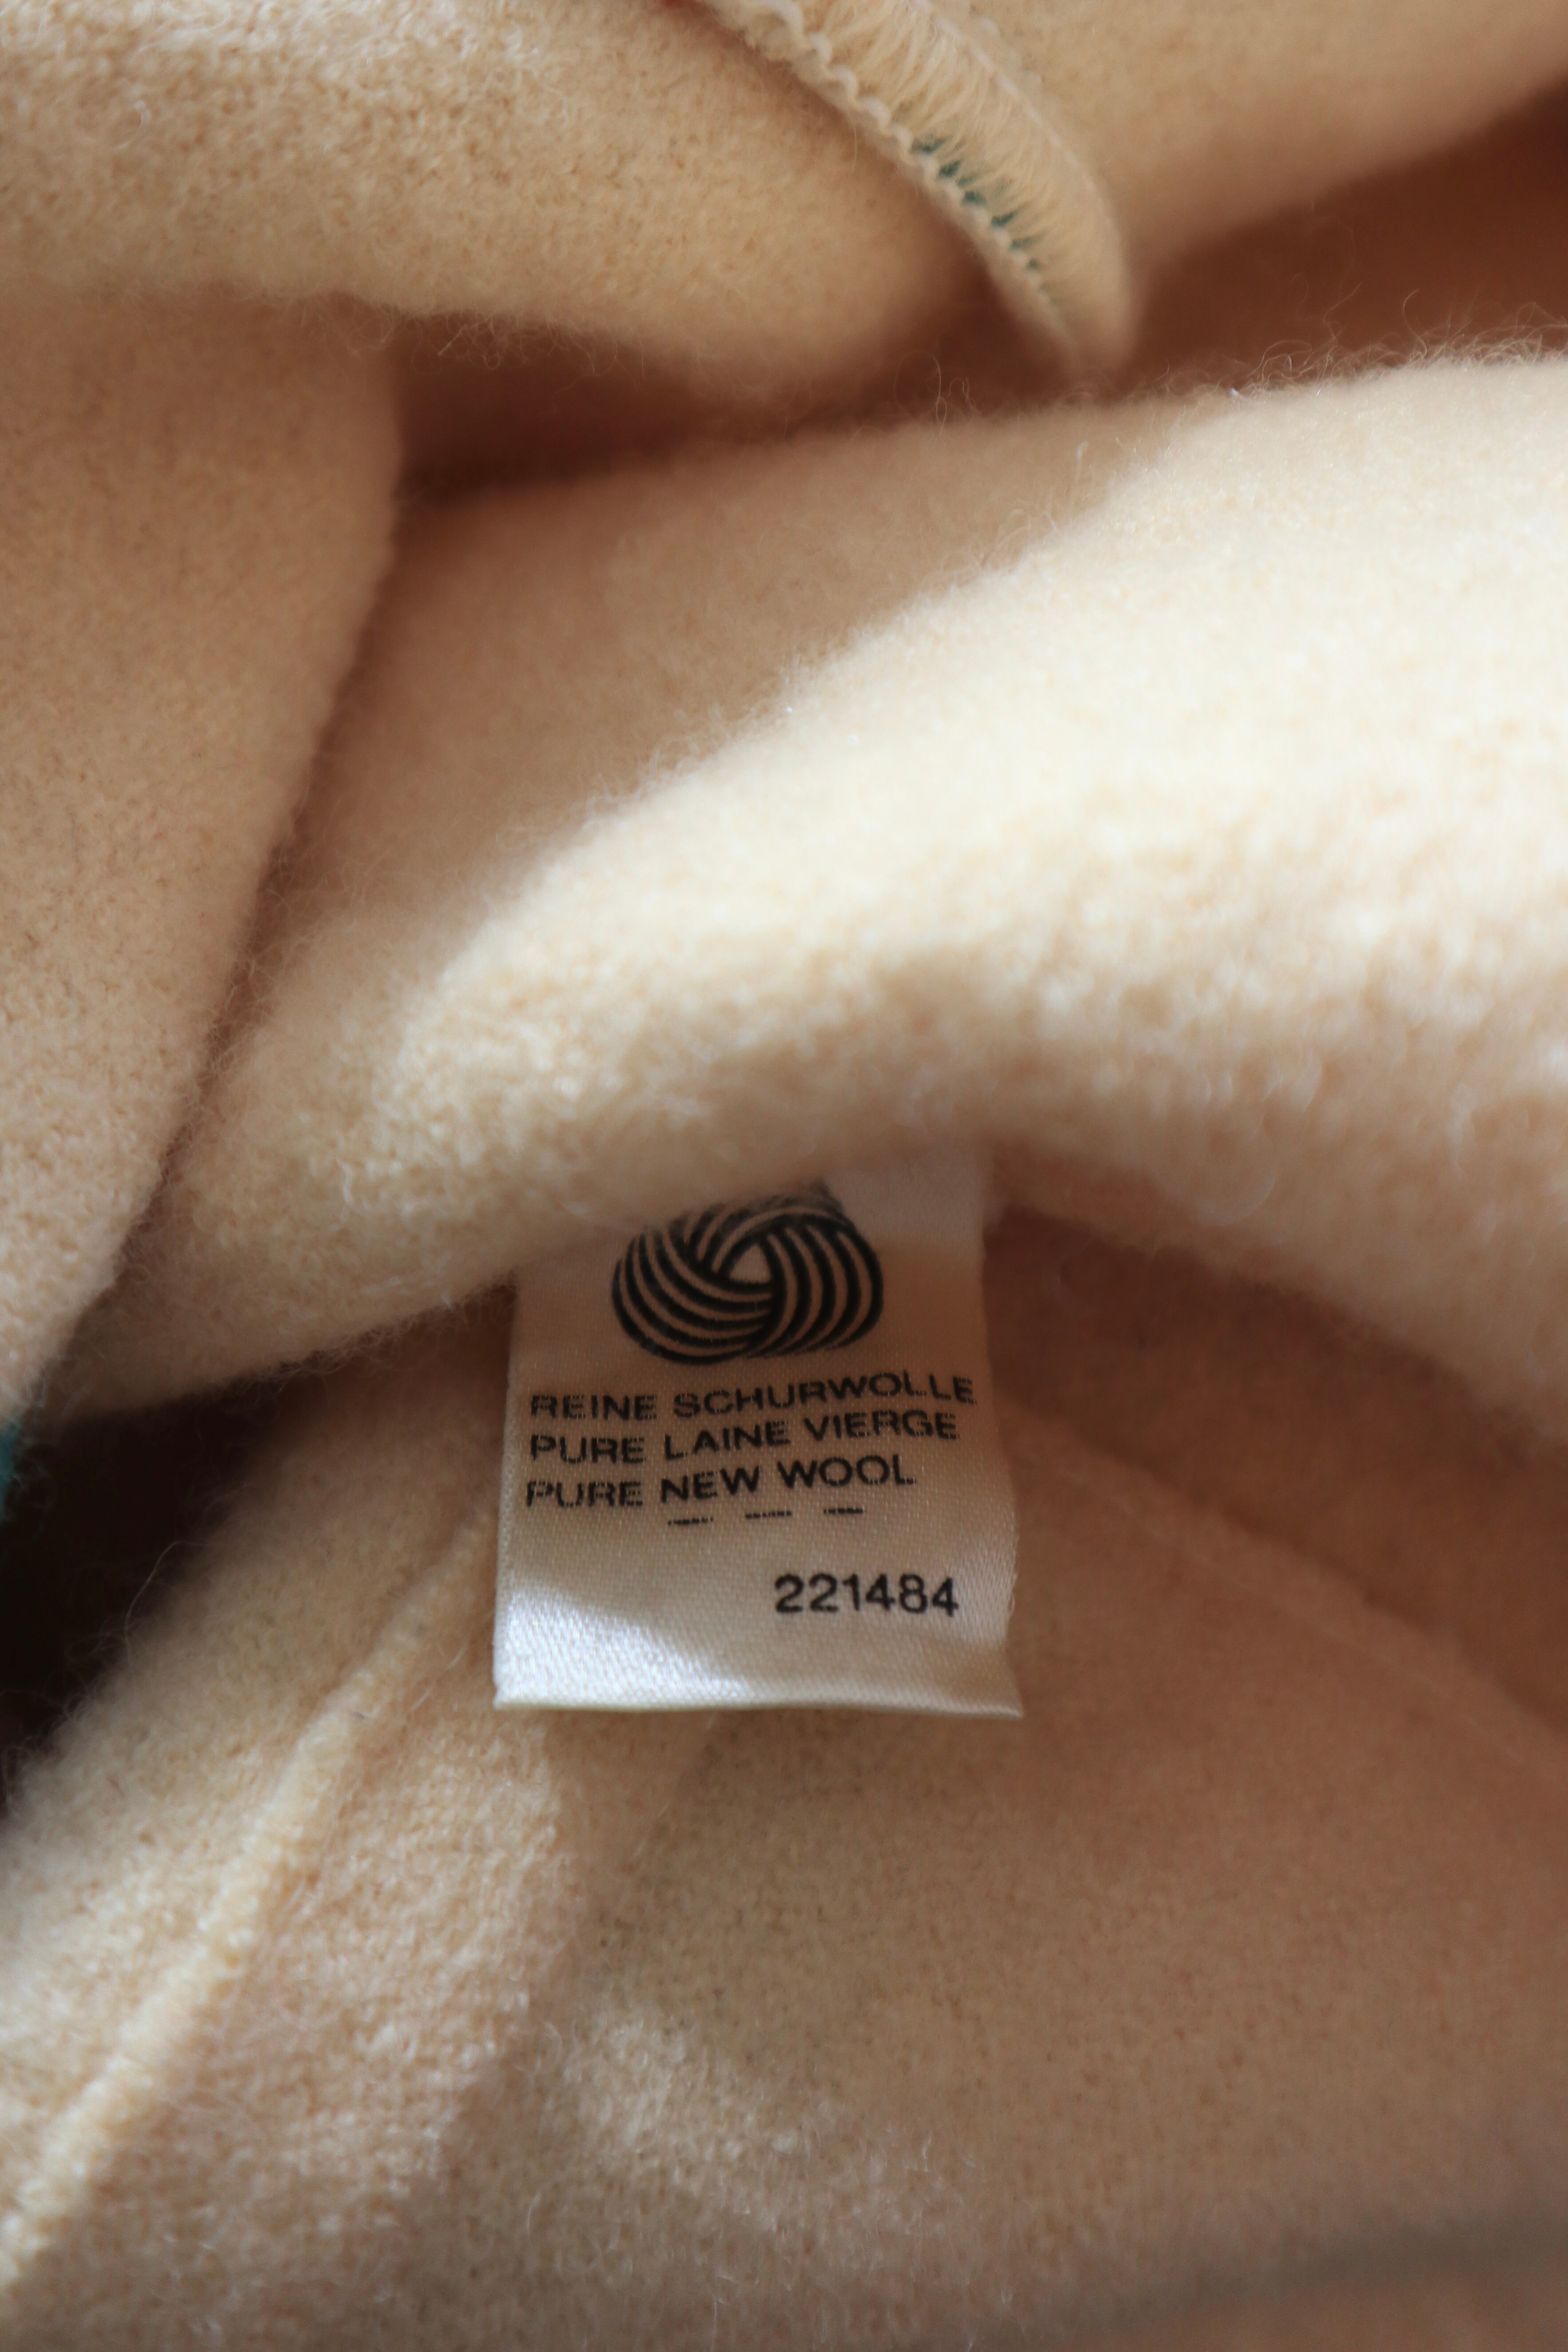 REINE SCHURWOLLE
PURE LAINE VIERGE
PURE NEW WOOL
221484